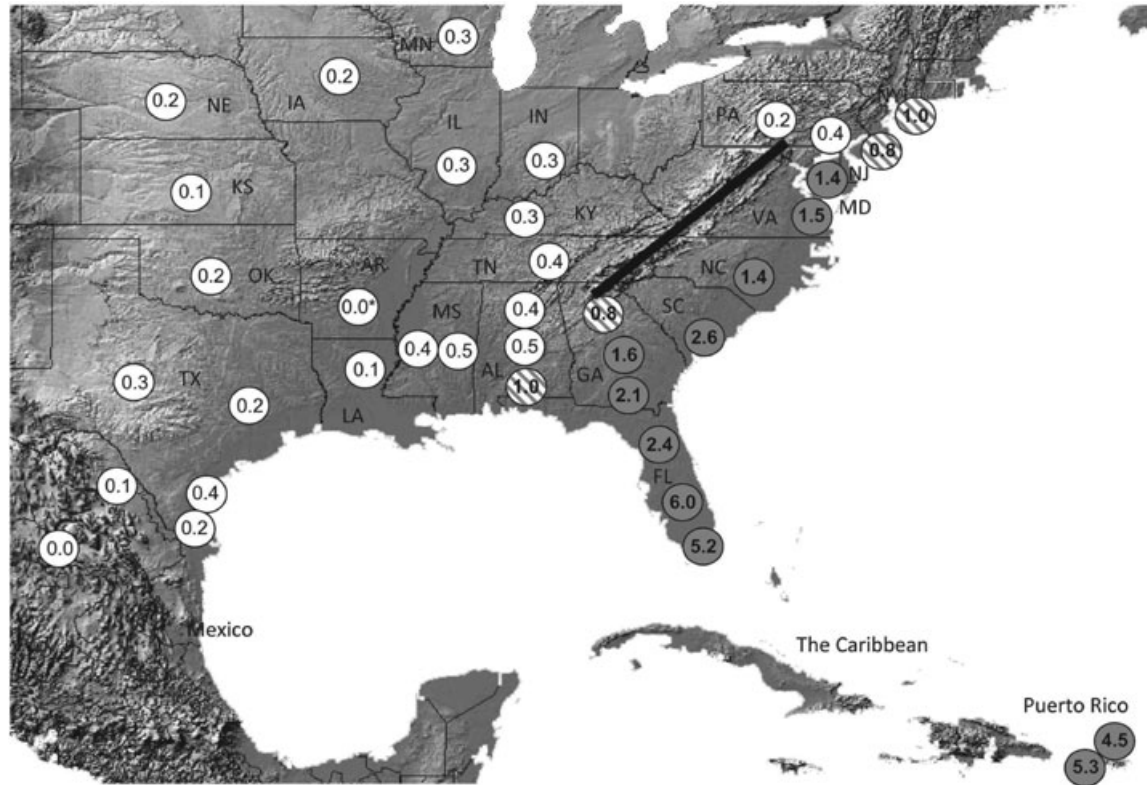 0.3
MN
0.2
IA
0.2
NE
IL
IN
PA
0.2
0.4
1.0
0.8
NJ
0.3
0.3
0.1
KS
1.4
MD
1.5
VA
0.3
KY
0.2
OK
AR
TN
0.4
NC
1.4
0.0*
MS
0.4
0.8
SC
2.6
0.4
0.5
0.5
1.6
0.1
AL
GA
0.3
TX
1.0
2.1
0.2
LA
2.4
FL
0.1
0.4
6.0
0.2
0.0
5.2
Mexico
The Caribbean
Puerto Rico
4.5
5.3